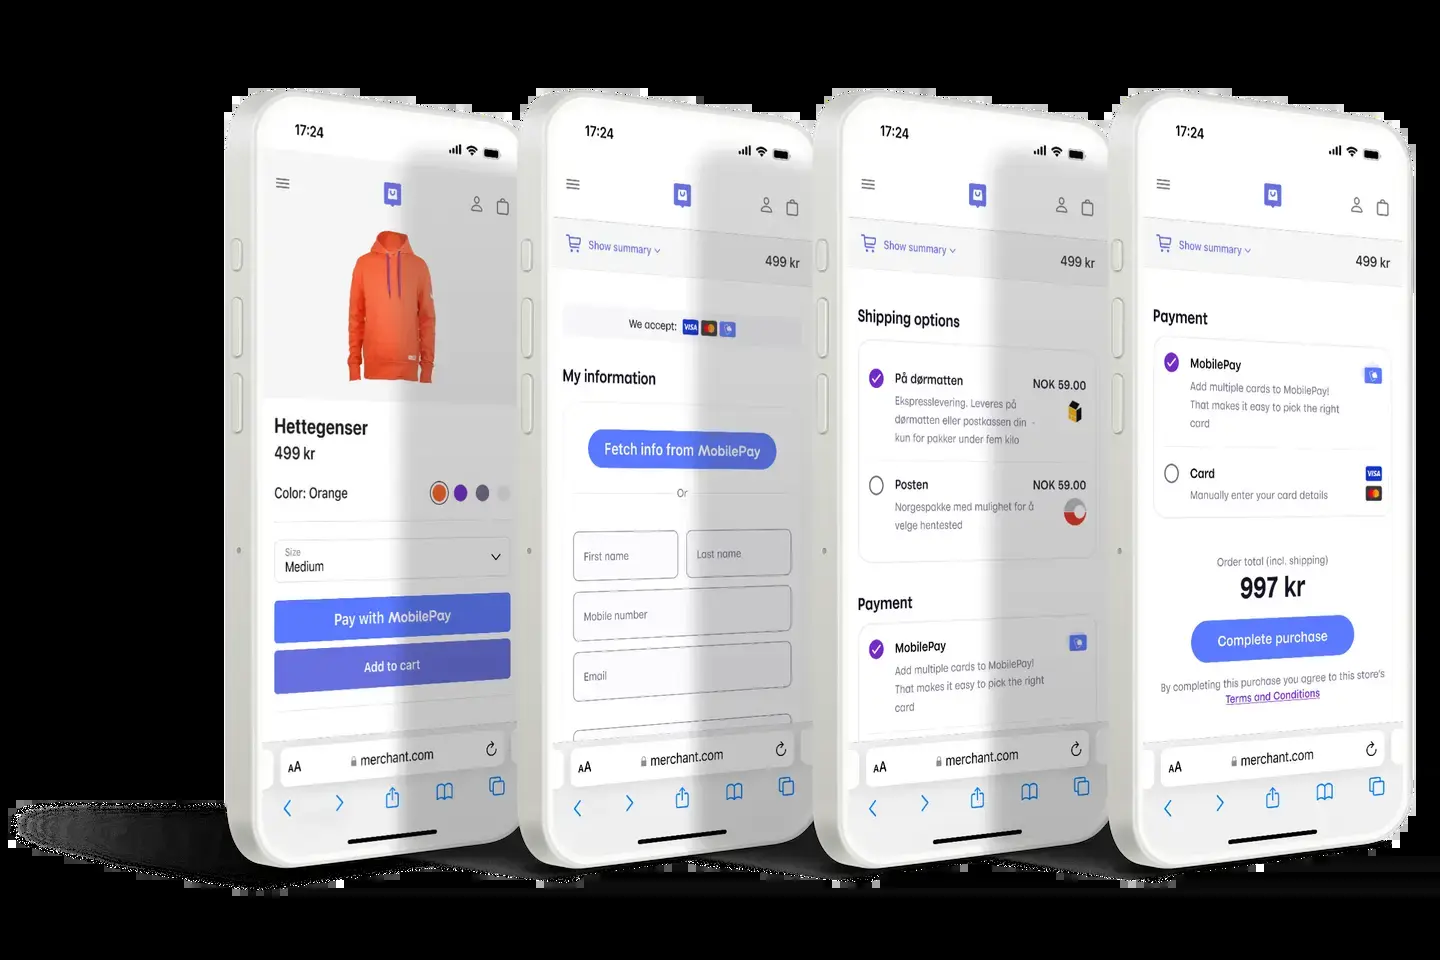 17:24
Hettegenser
499 kr
Color: Orange
Size
Medium
Pay with MobilePay
Add to cart
AA
merchant.com
17:24
Show summary
499 kr
We accept: VISA
My information
Fetch info from MobilePay
Or
First name
Last name
Mobile number
Email
AA
merchant.com
17:24
Show summary
499 kr
Shipping options
På dørmatten
NOK 59.00
Ekspresslevering. Leveres på
dørmatten eller postkassen din -
kun for pakker under fem kilo
Posten
NOK 59.00
Norgespakke med mulighet for å
velge hentested
Payment
MobilePay
Add multiple cards to MobilePay!
That makes it easy to pick the right
card
AA
merchant.com
17:24
Show summary
499 kr
Payment
MobilePay
Add multiple cards to MobilePay!
That makes it easy to pick the right
card
Card
VISA
Manually enter your card details
Order total (incl. shipping)
997 kr
Complete purchase
By completing this purchase you agree to this store's
Terms and Conditions
AA
merchant.com